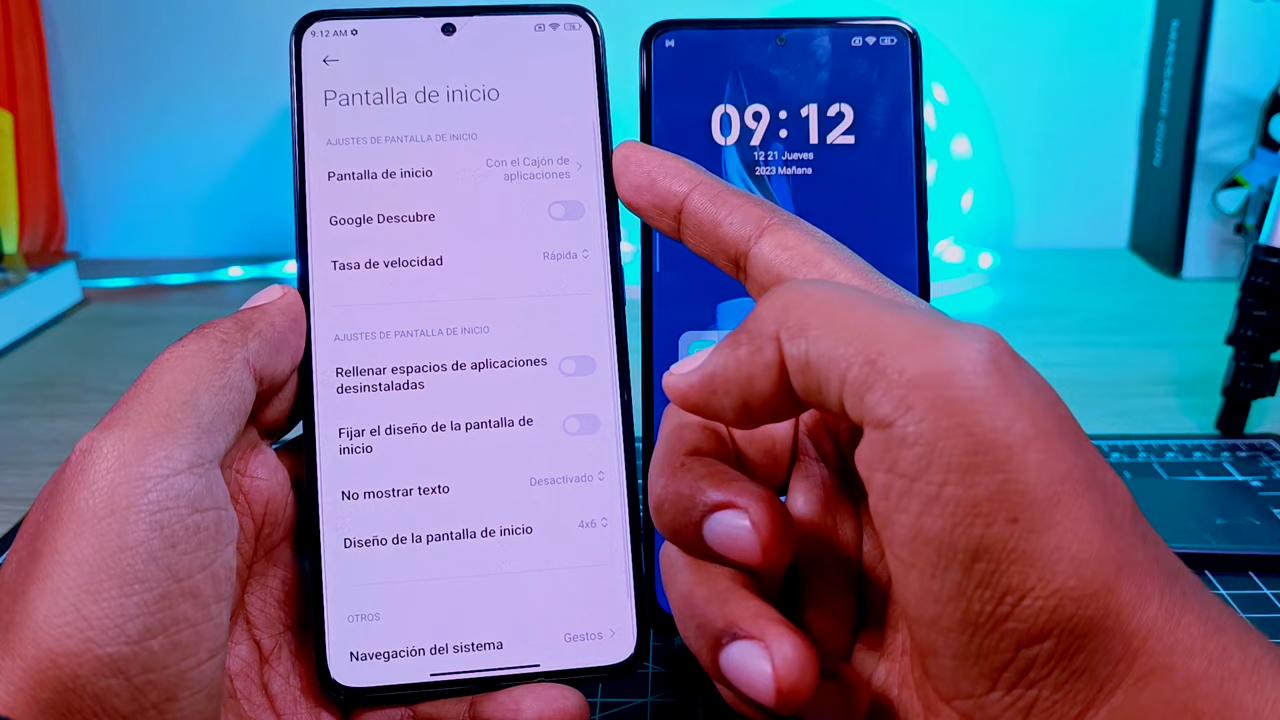 9:12 AM
Pantalla de inicio
AJUSTES DE PANTALLA DE INICIO
Pantalla de inicio
Con el Cajón de
aplicaciones
Google Descubre
Tasa de velocidad
Rápida
AJUSTES DE PANTALLA DE INICIO
Rellenar espacios de aplicaciones
desinstaladas
Fijar el diseño de la pantalla de
inicio
No mostrar texto
Desactivado
Diseño de la pantalla de inicio
4x6
OTROS
Navegación del sistema
Gestos
09:12
12 21 Jueves
2023 Mañana